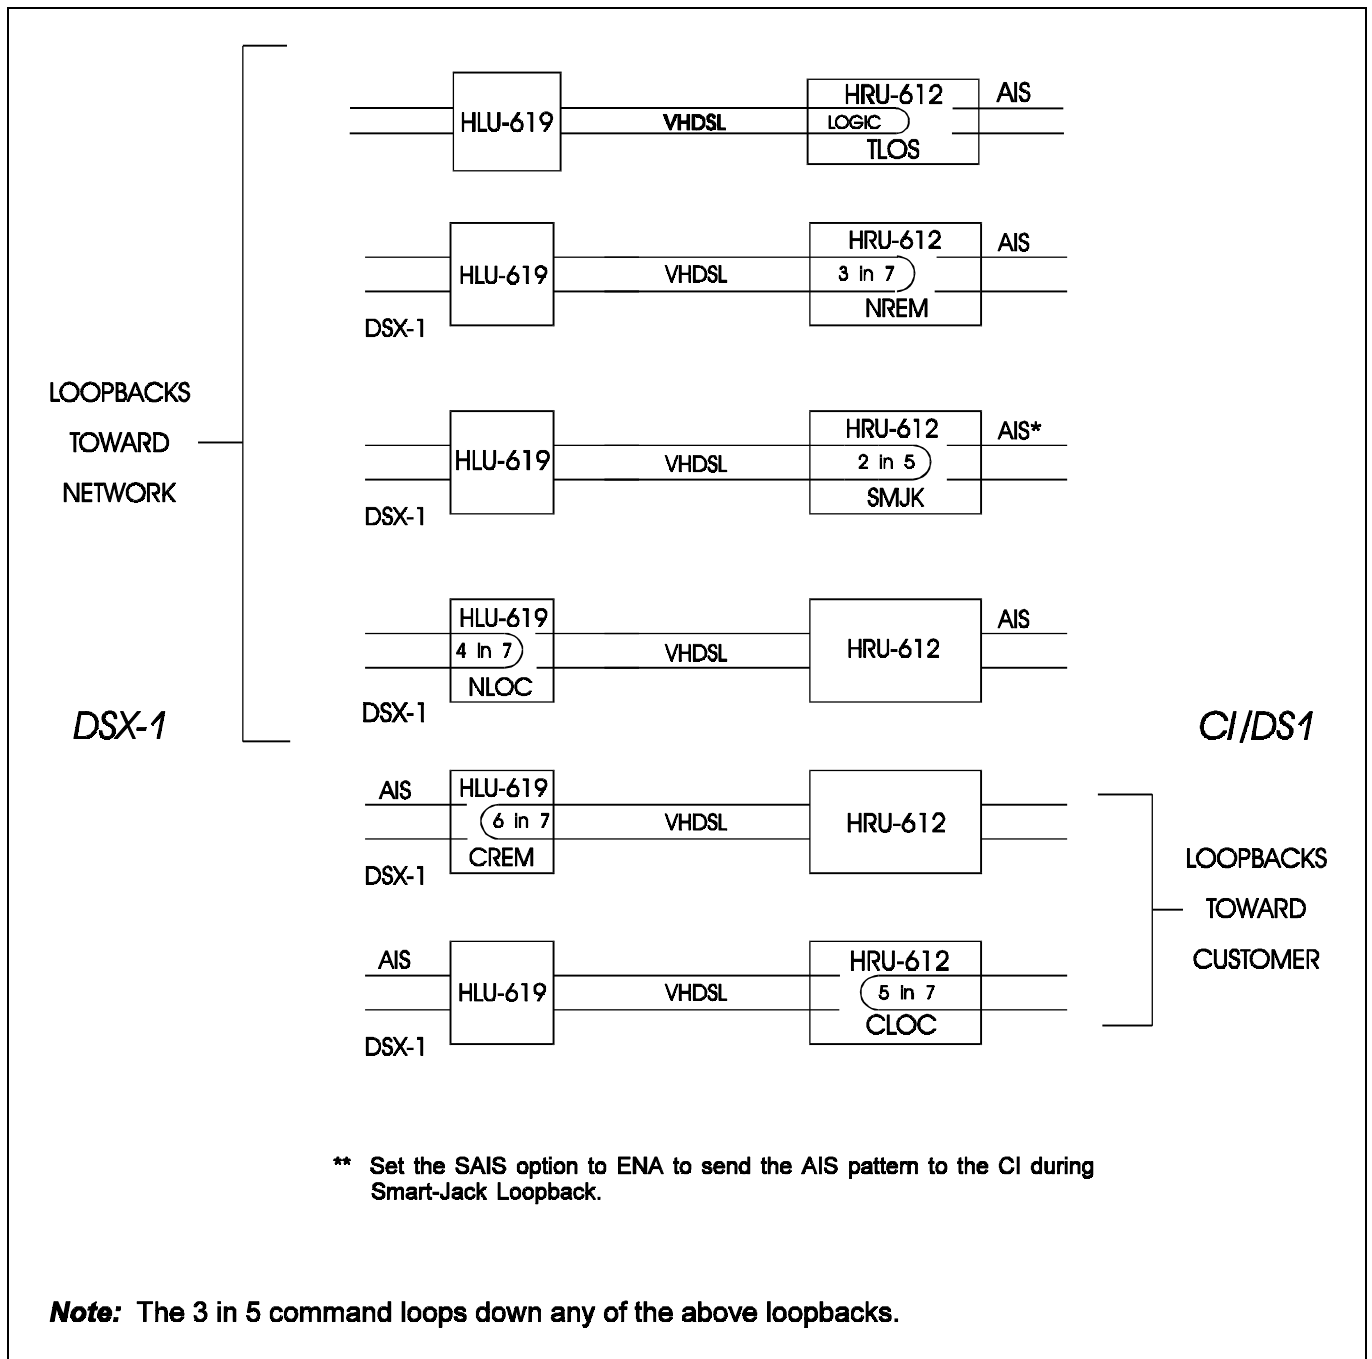 HLU-619
VHDSL
HRU-612
LOGIC
TLOS
AIS
HLU-619
VHDSL
HRU-612
3 in 7
NREM
AIS
DSX-1
LOOPBACKS
TOWARD
NETWORK
HLU-619
VHDSL
HRU-612
2 in 5
SMJK
AIS*
DSX-1
HLU-619
4 in 7
NLOC
VHDSL
HRU-612
AIS
DSX-1
DSX-1
CI/DS1
AIS
HLU-619
6 in 7
CREM
VHDSL
HRU-612
DSX-1
LOOPBACKS
TOWARD
CUSTOMER
AIS
HLU-619
VHDSL
HRU-612
5 in 7
CLOC
DSX-1
** Set the SAIS option to ENA to send the AIS pattern to the CI during
Smart-Jack Loopback.
Note: The 3 in 5 command loops down any of the above loopbacks.